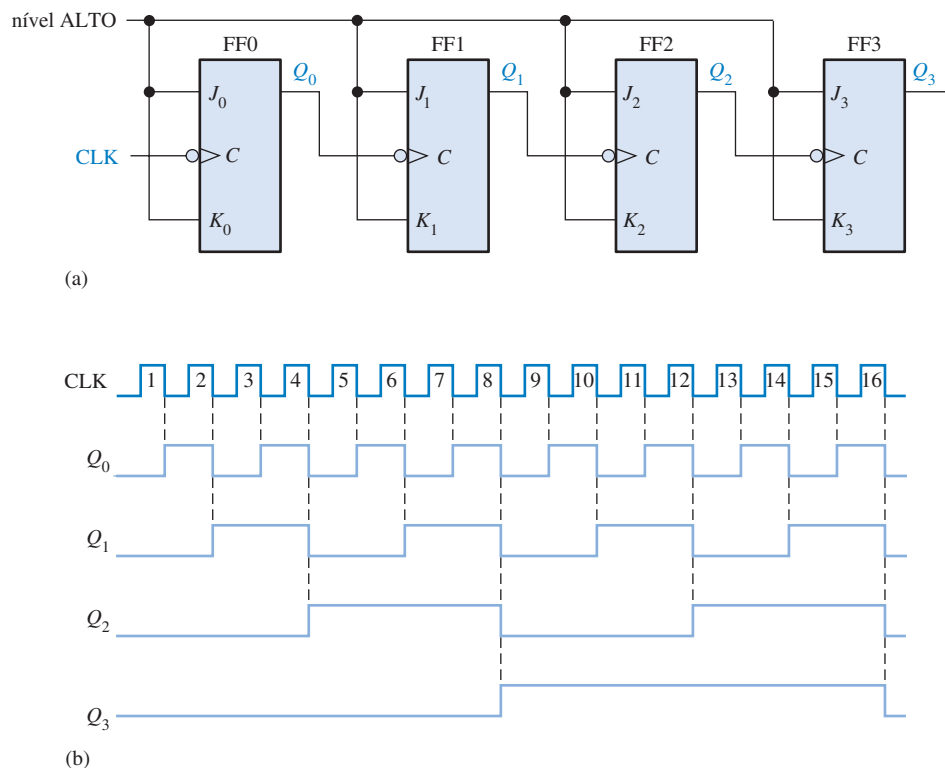 nível ALTO
FF0 FF1 FF2 FF3
Q0 Q1 Q2 Q3
J0 J1 J2 J3
CLK C C C C
K0 K1 K2 K3
(a)
CLK 1 2 3 4 5 6 7 8 9 10 11 12 13 14 15 16
Q0
Q1
Q2
Q3
(b)